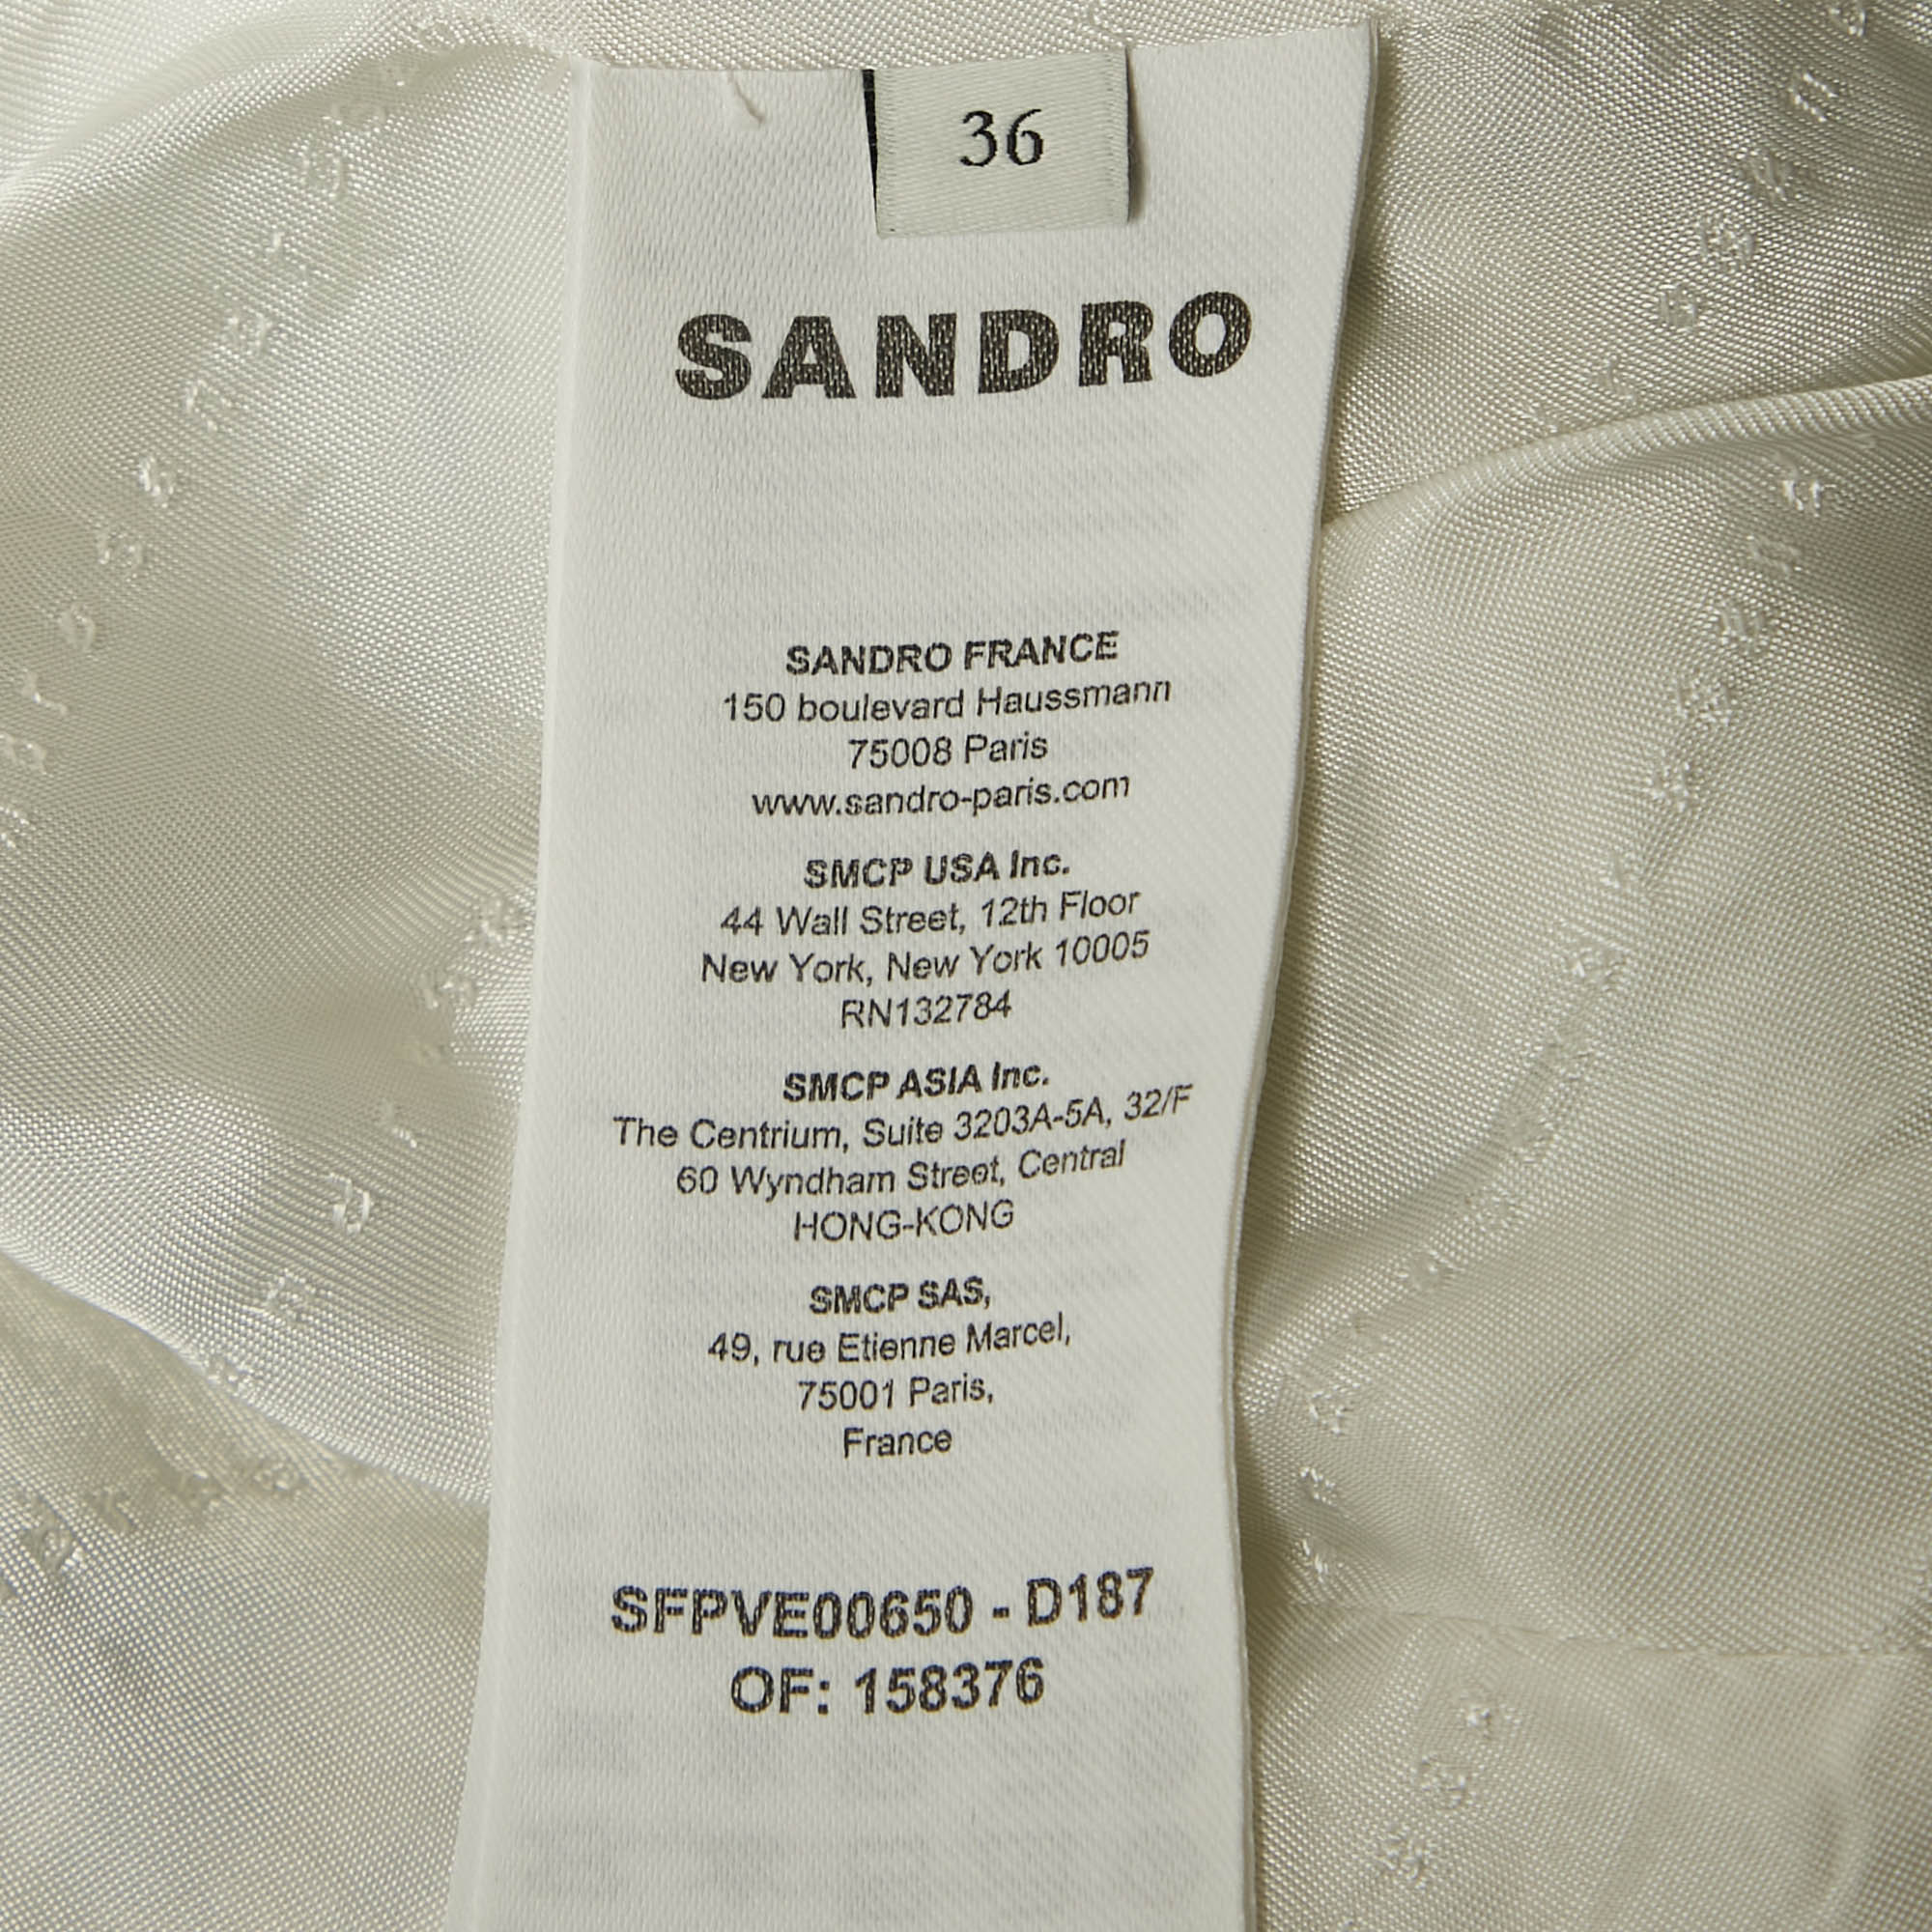 36
SANDRO
SANDRO FRANCE
150 boulevard Haussmann
75008 Paris
www.sandro-paris.com
SMCP USA Inc.
44 Wall Street, 12th Floor
New York, New York 10005
RN132784
SMCP ASIA Inc.
The Centrium, Suite 3203A-5A, 32/F
60 Wyndham Street, Central
HONG-KONG
SMCP SAS,
49, rue Etienne Marcel,
75001 Paris,
France
SFPVE00650 - D187
OF: 158376